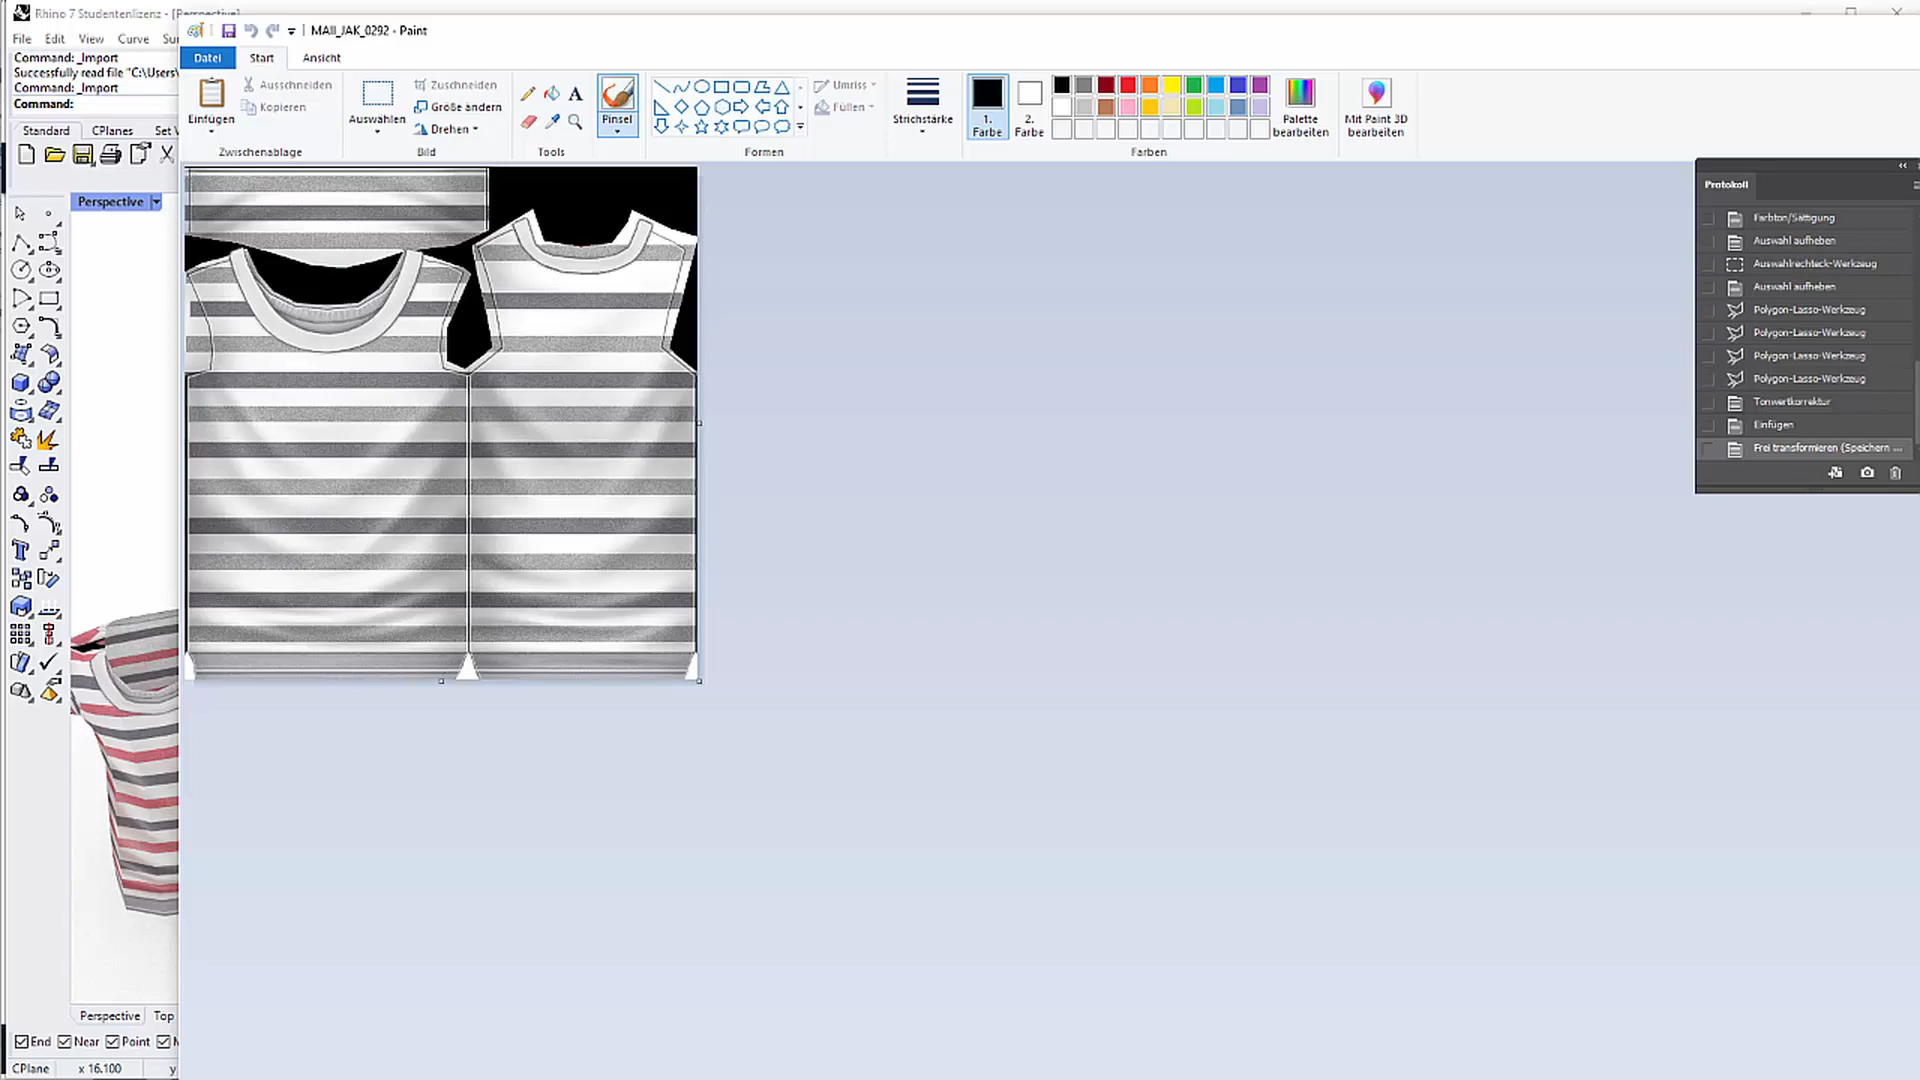 Rhino 7 Studentenlizenz - [Perspective]
File Edit View Curve
Command: _Import
Successfully read file "C:\Users\
Command: _Import
Command:
Standard CPlanes Set V
Perspective
MAII_JAK_0292 - Paint
Datei Start Ansicht
Einfügen
Ausschneiden
Kopieren
Zwischenablage
Auswählen
Zuschneiden
Größe ändern
Drehen
Bild
A
Tools
Pinsel
Umriss
Füllen
Formen
Strichstärke
1.
Farbe
2.
Farbe
Palette
bearbeiten
Farben
Mit Paint 3D
bearbeiten
Protokoll
Farbton/Sättigung
Auswahl aufheben
Auswahlrechteck-Werkzeug
Auswahl aufheben
Polygon-Lasso-Werkzeug
Polygon-Lasso-Werkzeug
Polygon-Lasso-Werkzeug
Polygon-Lasso-Werkzeug
Tonwertkorrektur
Einfügen
Frei transformieren (Speichern ...
Perspective Top
End Near Point
CPlane x 16.100 y